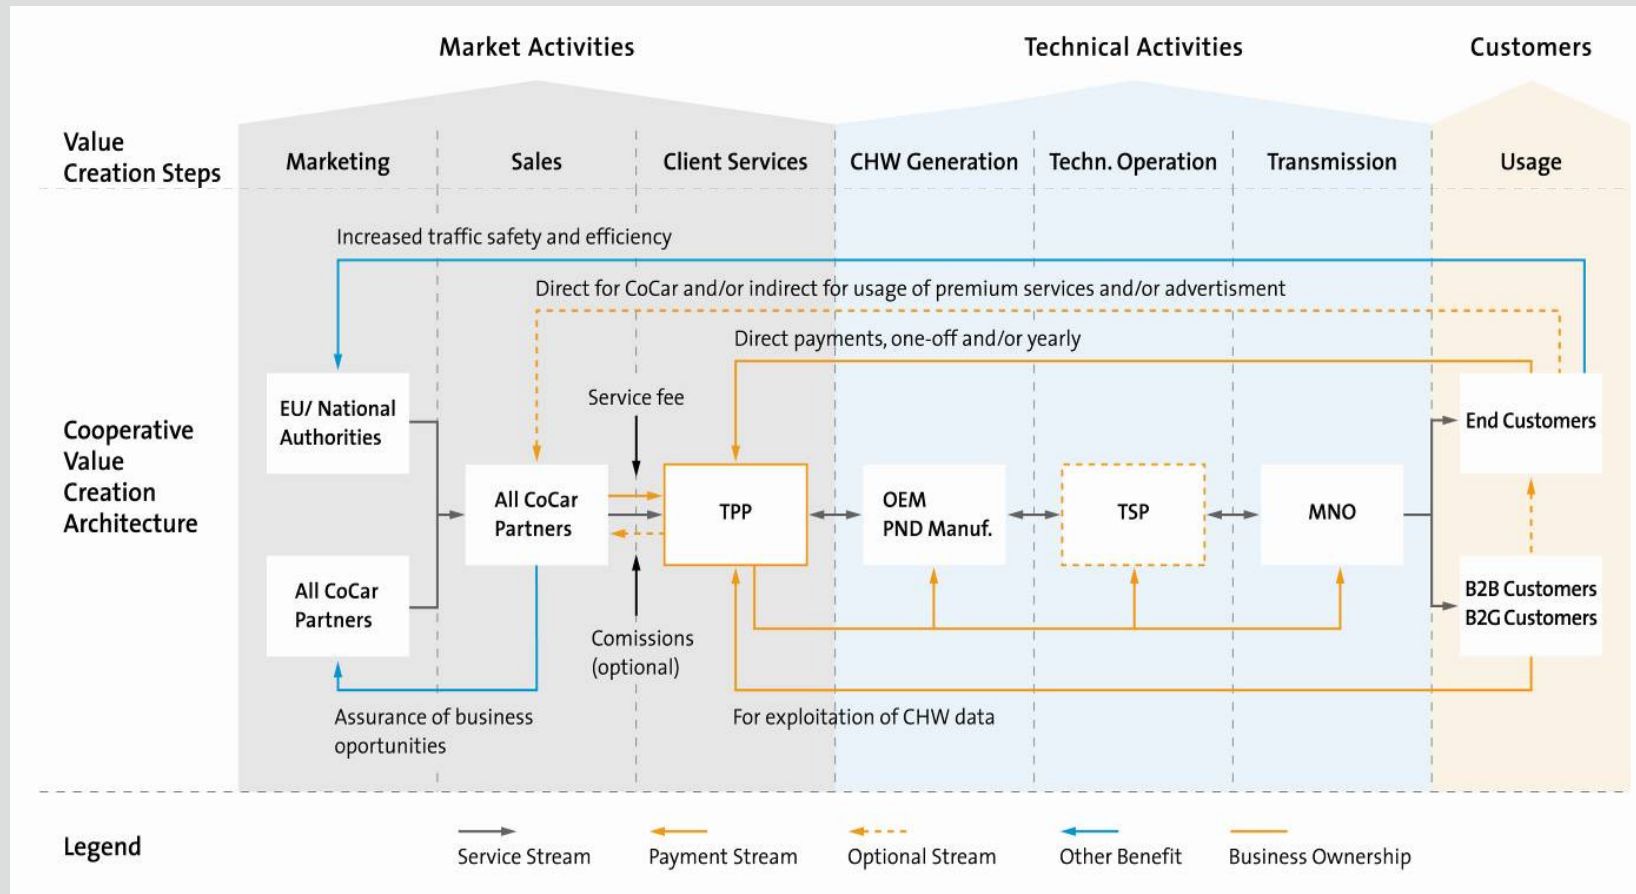 Market Activities
Technical Activities
Customers
Value
Creation Steps
Marketing
Sales
Client Services
CHW Generation
Techn. Operation
Transmission
Usage
Increased traffic safety and efficiency
Direct for CoCar and/or indirect for usage of premium services and/or advertisment
Direct payments, one-off and/or yearly
Cooperative
Value
Creation
Architecture
EU/ National
Authorities
All CoCar
Partners
All CoCar
Partners
Service fee
TPP
OEM
PND Manuf.
TSP
MNO
End Customers
B2B Customers
B2G Customers
Comissions
(optional)
Assurance of business
oportunities
For exploitation of CHW data
Legend
Service Stream
Payment Stream
Optional Stream
Other Benefit
Business Ownership